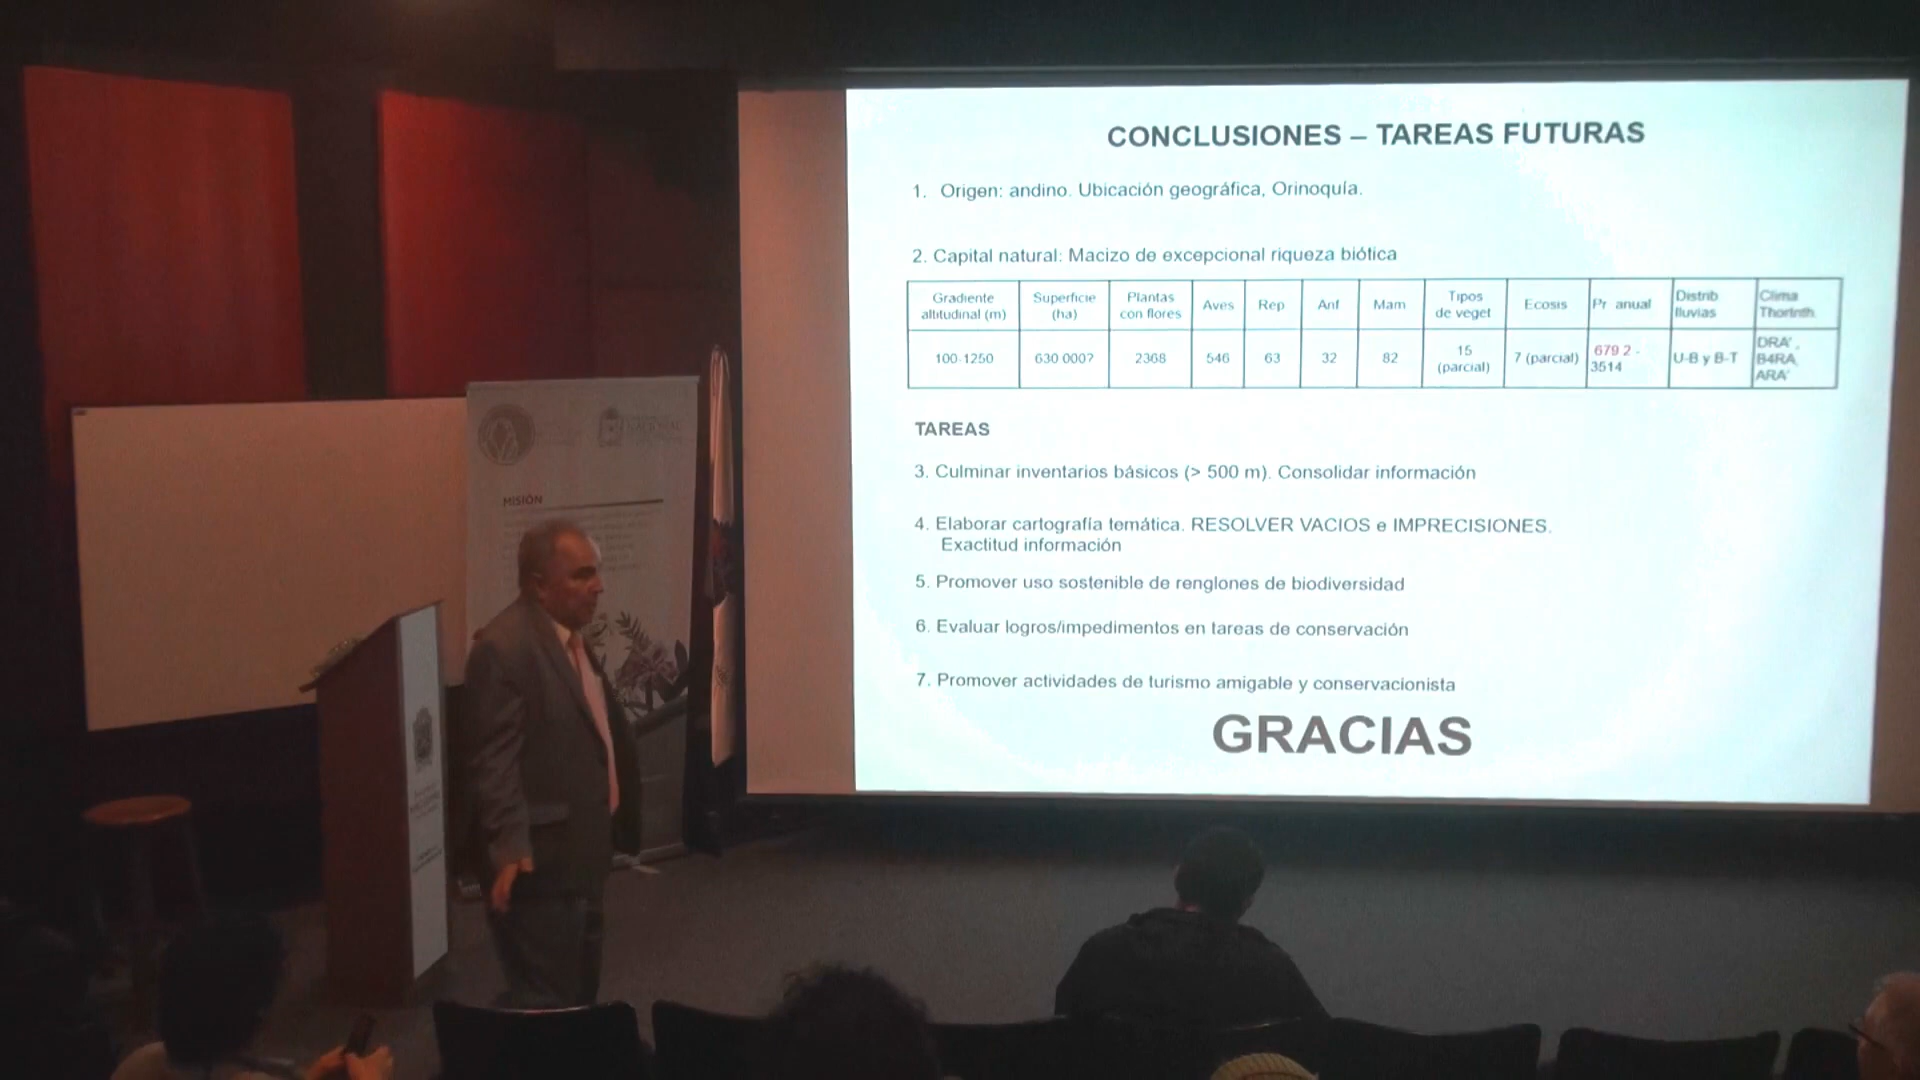 CONCLUSIONES – TAREAS FUTURAS
1. Origen: andino. Ubicación geográfica, Orinoquía.
2. Capital natural: Macizo de excepcional riqueza biótica
Gradiente altitudinal (m) Superficie (ha) Plantas con flores Aves Rep Anf Mam Tipos de veget Ecosis Pr anual Distrib lluvias Clima
100-1250 630 000? 2368 546 63 32 82 15 (parcial) 7 (parcial) 679 2 - 3514 U-B y B-T DRA', B4RA, ARA'
TAREAS
3. Culminar inventarios básicos (> 500 m). Consolidar información
4. Elaborar cartografía temática. RESOLVER VACIOS e IMPRECISIONES.
Exactitud información
5. Promover uso sostenible de renglones de biodiversidad
6. Evaluar logros/impedimentos en tareas de conservación
7. Promover actividades de turismo amigable y conservacionista
GRACIAS
MISIÓN